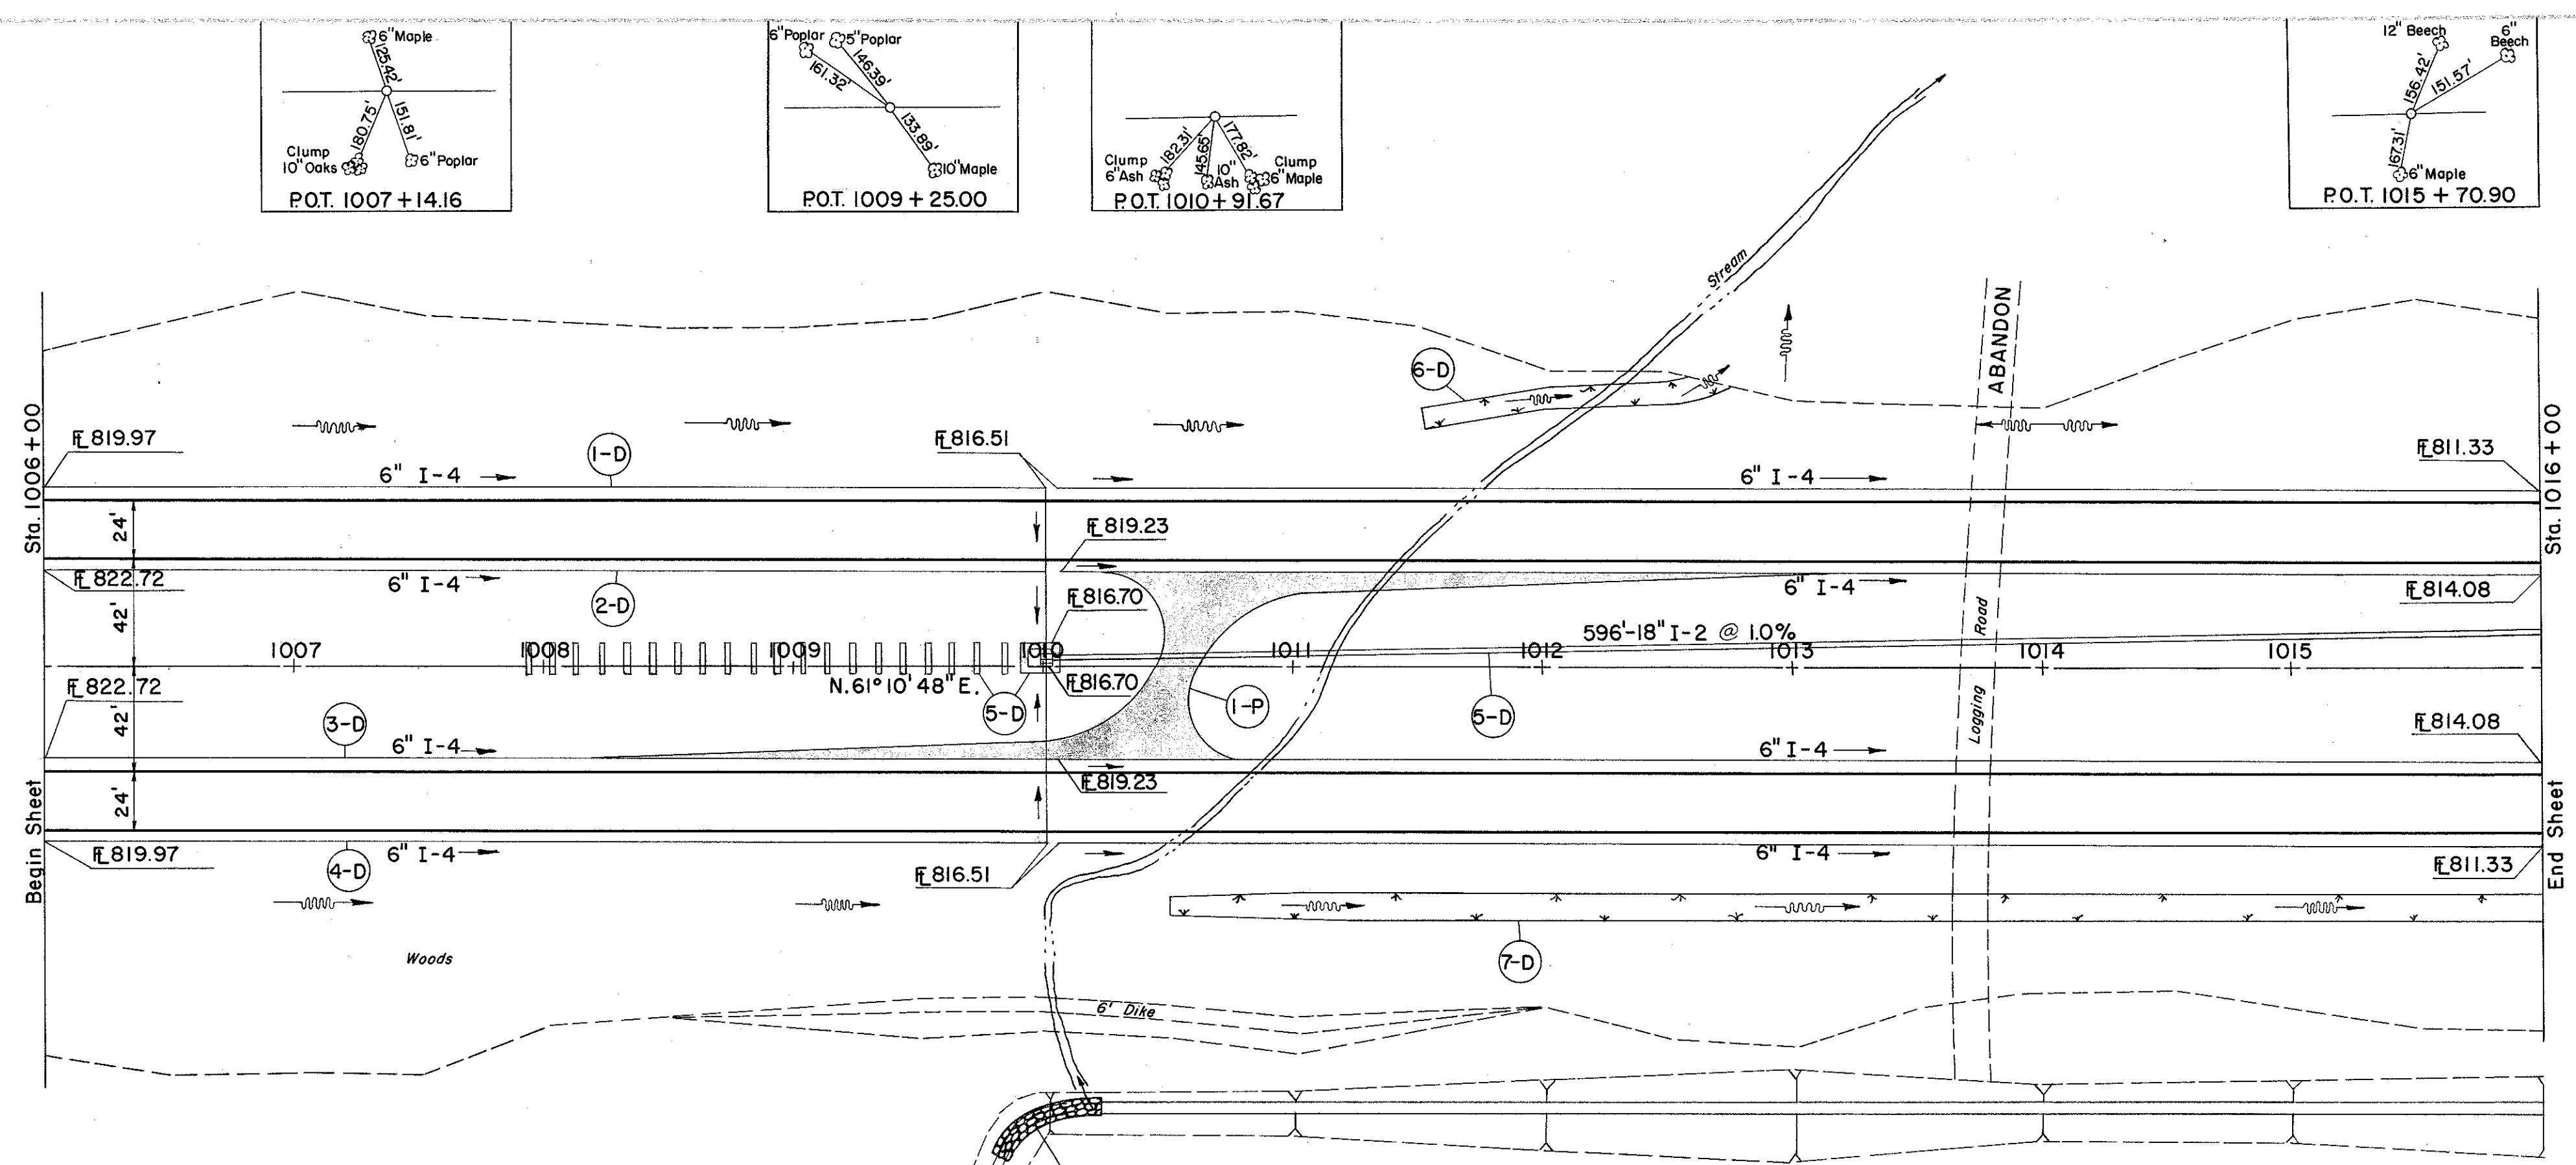 6" Maple
125.42'
180.75'
151.81'
Clump
10" Oaks
6" Poplar
P.O.T. 1007 + 14.16
6" Poplar
5" Poplar
146.39'
161.32'
133.89'
10" Maple
P.O.T. 1009 + 25.00
182.31'
145.65'
177.82'
Clump
6" Ash
10"
Ash
Clump
6" Maple
P.O.T. 1010 + 91.67
12" Beech
6"
Beech
156.42'
151.57'
167.31'
6" Maple
P.O.T. 1015 + 70.90
Stream
ABANDON
6-D
Sta. 1006 + 00
Sta. 1016 + 00
FL 819.97
1-D
FL 816.51
FL 811.33
6" I-4
6" I-4
24'
FL 819.23
FL 822.72
6" I-4
6" I-4
2-D
FL 816.70
FL 814.08
42'
596'-18" I-2 @ 1.0%
Road
1007
1008
1009
1010
1011
1012
1013
1014
1015
N. 61° 10' 48" E.
FL 816.70
FL 822.72
5-D
1-P
5-D
Logging
42'
3-D
FL 814.08
6" I-4
6" I-4
FL 819.23
24'
Begin Sheet
End Sheet
FL 819.97
6" I-4
6" I-4
4-D
FL 816.51
FL 811.33
7-D
Woods
6' Dike